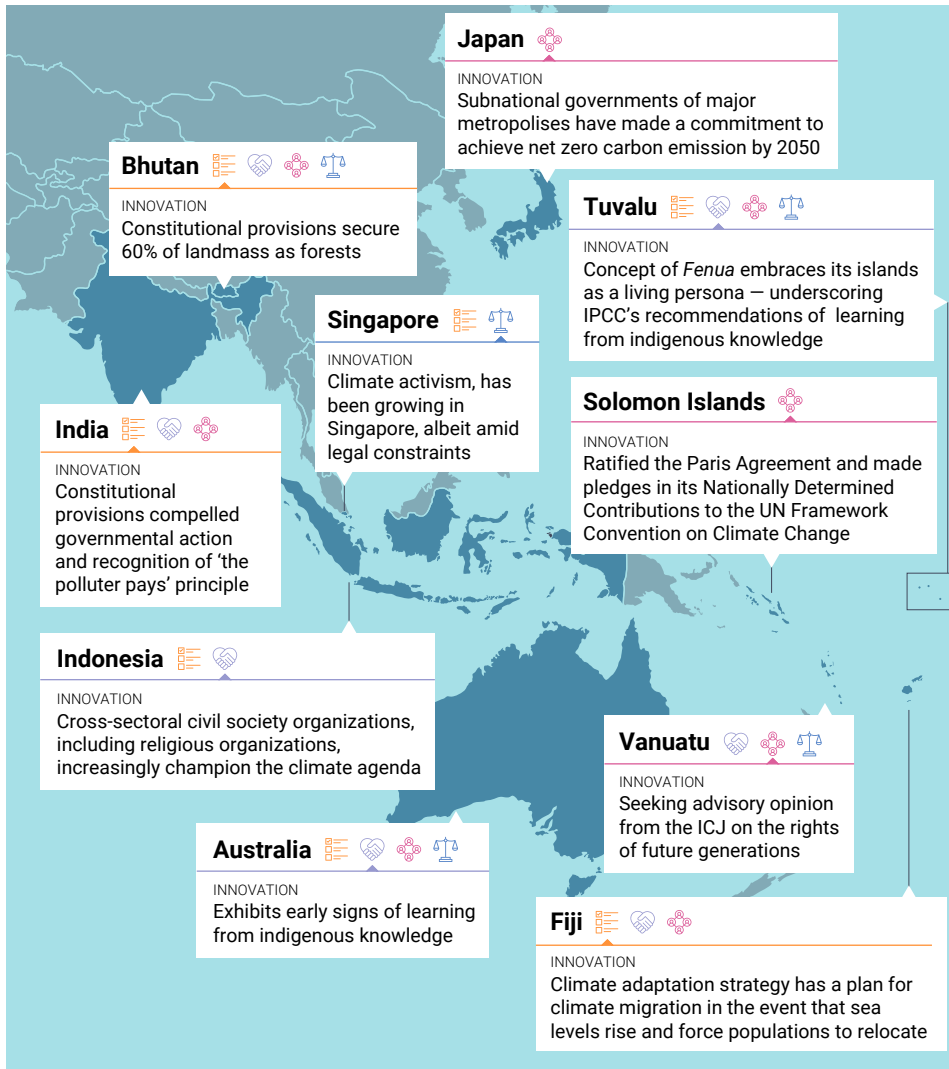 Japan
INNOVATION
Subnational governments of major
metropolises have made a commitment to
achieve net zero carbon emission by 2050
Bhutan
INNOVATION
Constitutional provisions secure
60% of landmass as forests
Tuvalu
INNOVATION
Concept of Fenua embraces its islands
as a living persona — underscoring
IPCC's recommendations of learning
from indigenous knowledge
Singapore
INNOVATION
Climate activism, has
been growing in
Singapore, albeit amid
legal constraints
Solomon Islands
INNOVATION
Ratified the Paris Agreement and made
pledges in its Nationally Determined
Contributions to the UN Framework
Convention on Climate Change
India
INNOVATION
Constitutional
provisions compelled
governmental action
and recognition of ‘the
polluter pays’ principle
Indonesia
INNOVATION
Cross-sectoral civil society organizations,
including religious organizations,
increasingly champion the climate agenda
Vanuatu
INNOVATION
Seeking advisory opinion
from the ICJ on the rights
of future generations
Australia
INNOVATION
Exhibits early signs of learning
from indigenous knowledge
Fiji
INNOVATION
Climate adaptation strategy has a plan for
climate migration in the event that sea
levels rise and force populations to relocate